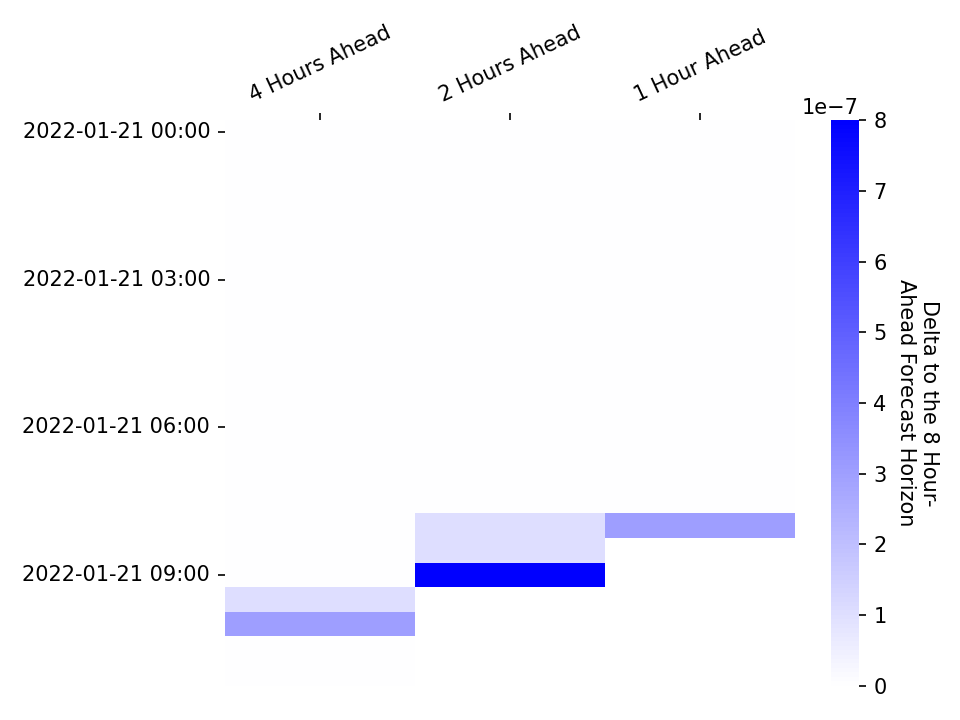 4 Hours Ahead
2 Hours Ahead
1 Hour Ahead
2022-01-21 00:00
2022-01-21 03:00
2022-01-21 06:00
2022-01-21 09:00
1e−7
8
7
6
5
4
3
2
1
0
Delta to the 8 Hour-
Ahead Forecast Horizon